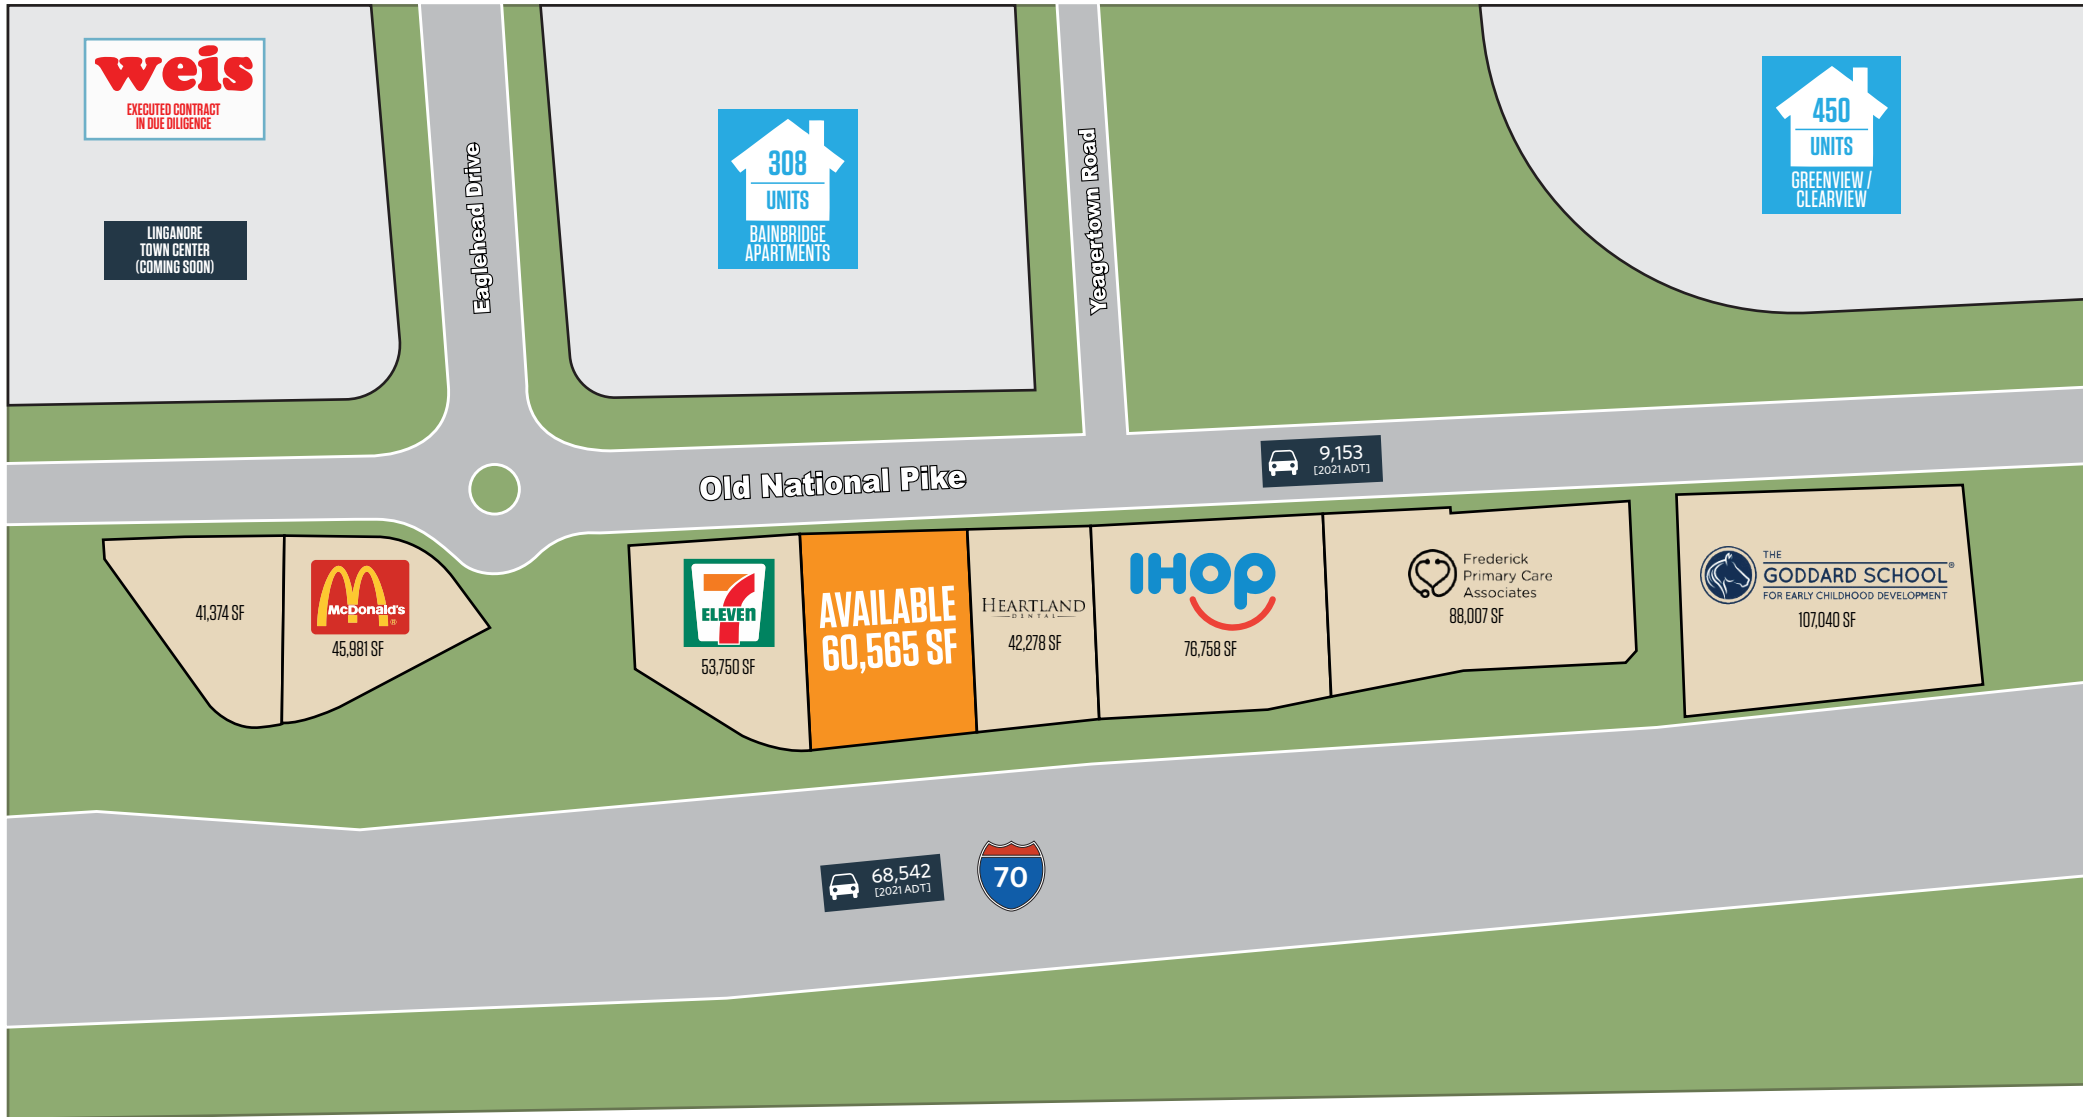 weis
EXECUTED CONTRACT
IN DUE DILIGENCE
LINGANORE
TOWN CENTER
(COMING SOON)
Eaglehead Drive
308
UNITS
BAINBRIDGE
APARTMENTS
Yeagertown Road
450
UNITS
GREENVIEW /
CLEARVIEW
Old National Pike
9,153
[2021 ADT]
41,374 SF
McDonald's
®
45,981 SF
7
ELEVEN
53,750 SF
AVAILABLE
60,565 SF
HEARTLAND
DENTAL
42,278 SF
IHOP
76,758 SF
Frederick
Primary Care
Associates
88,007 SF
THE
GODDARD SCHOOL®
FOR EARLY CHILDHOOD DEVELOPMENT
107,040 SF
68,542
[2021 ADT]
70